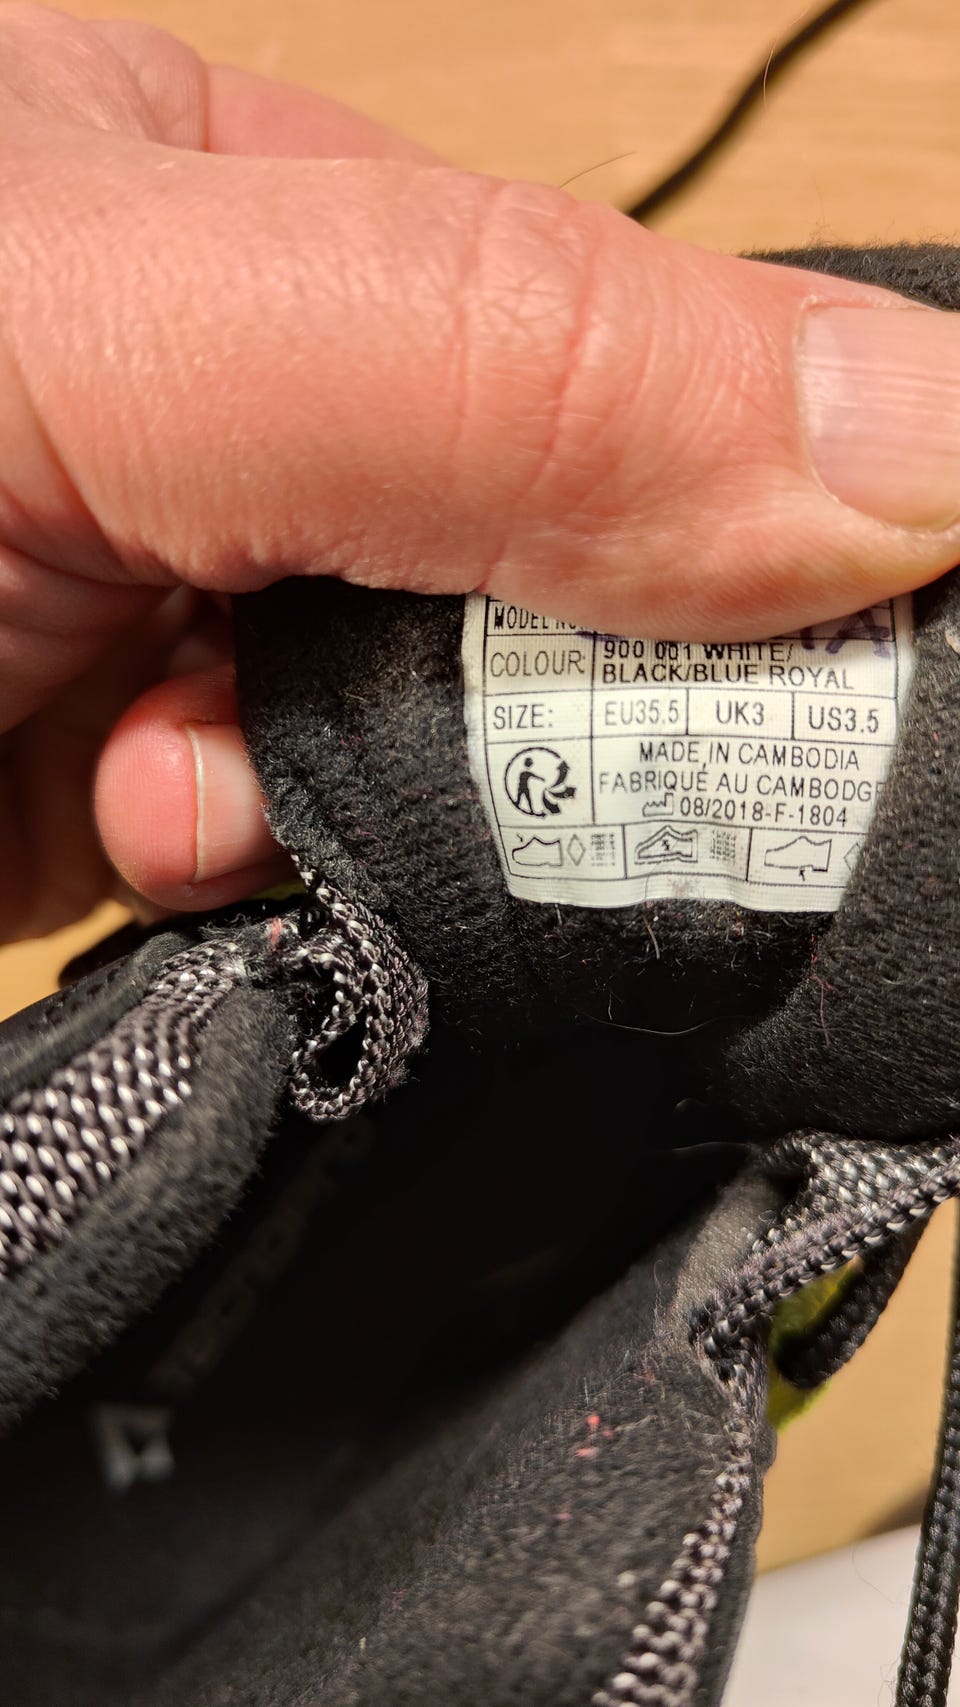 MODEL
COLOUR: 900 001 WHITE/
BLACK/BLUE ROYAL
SIZE: EU35.5 UK3 US3.5
MADE IN CAMBODIA
FABRIQUÉ AU CAMBODGE
08/2018-F-1804